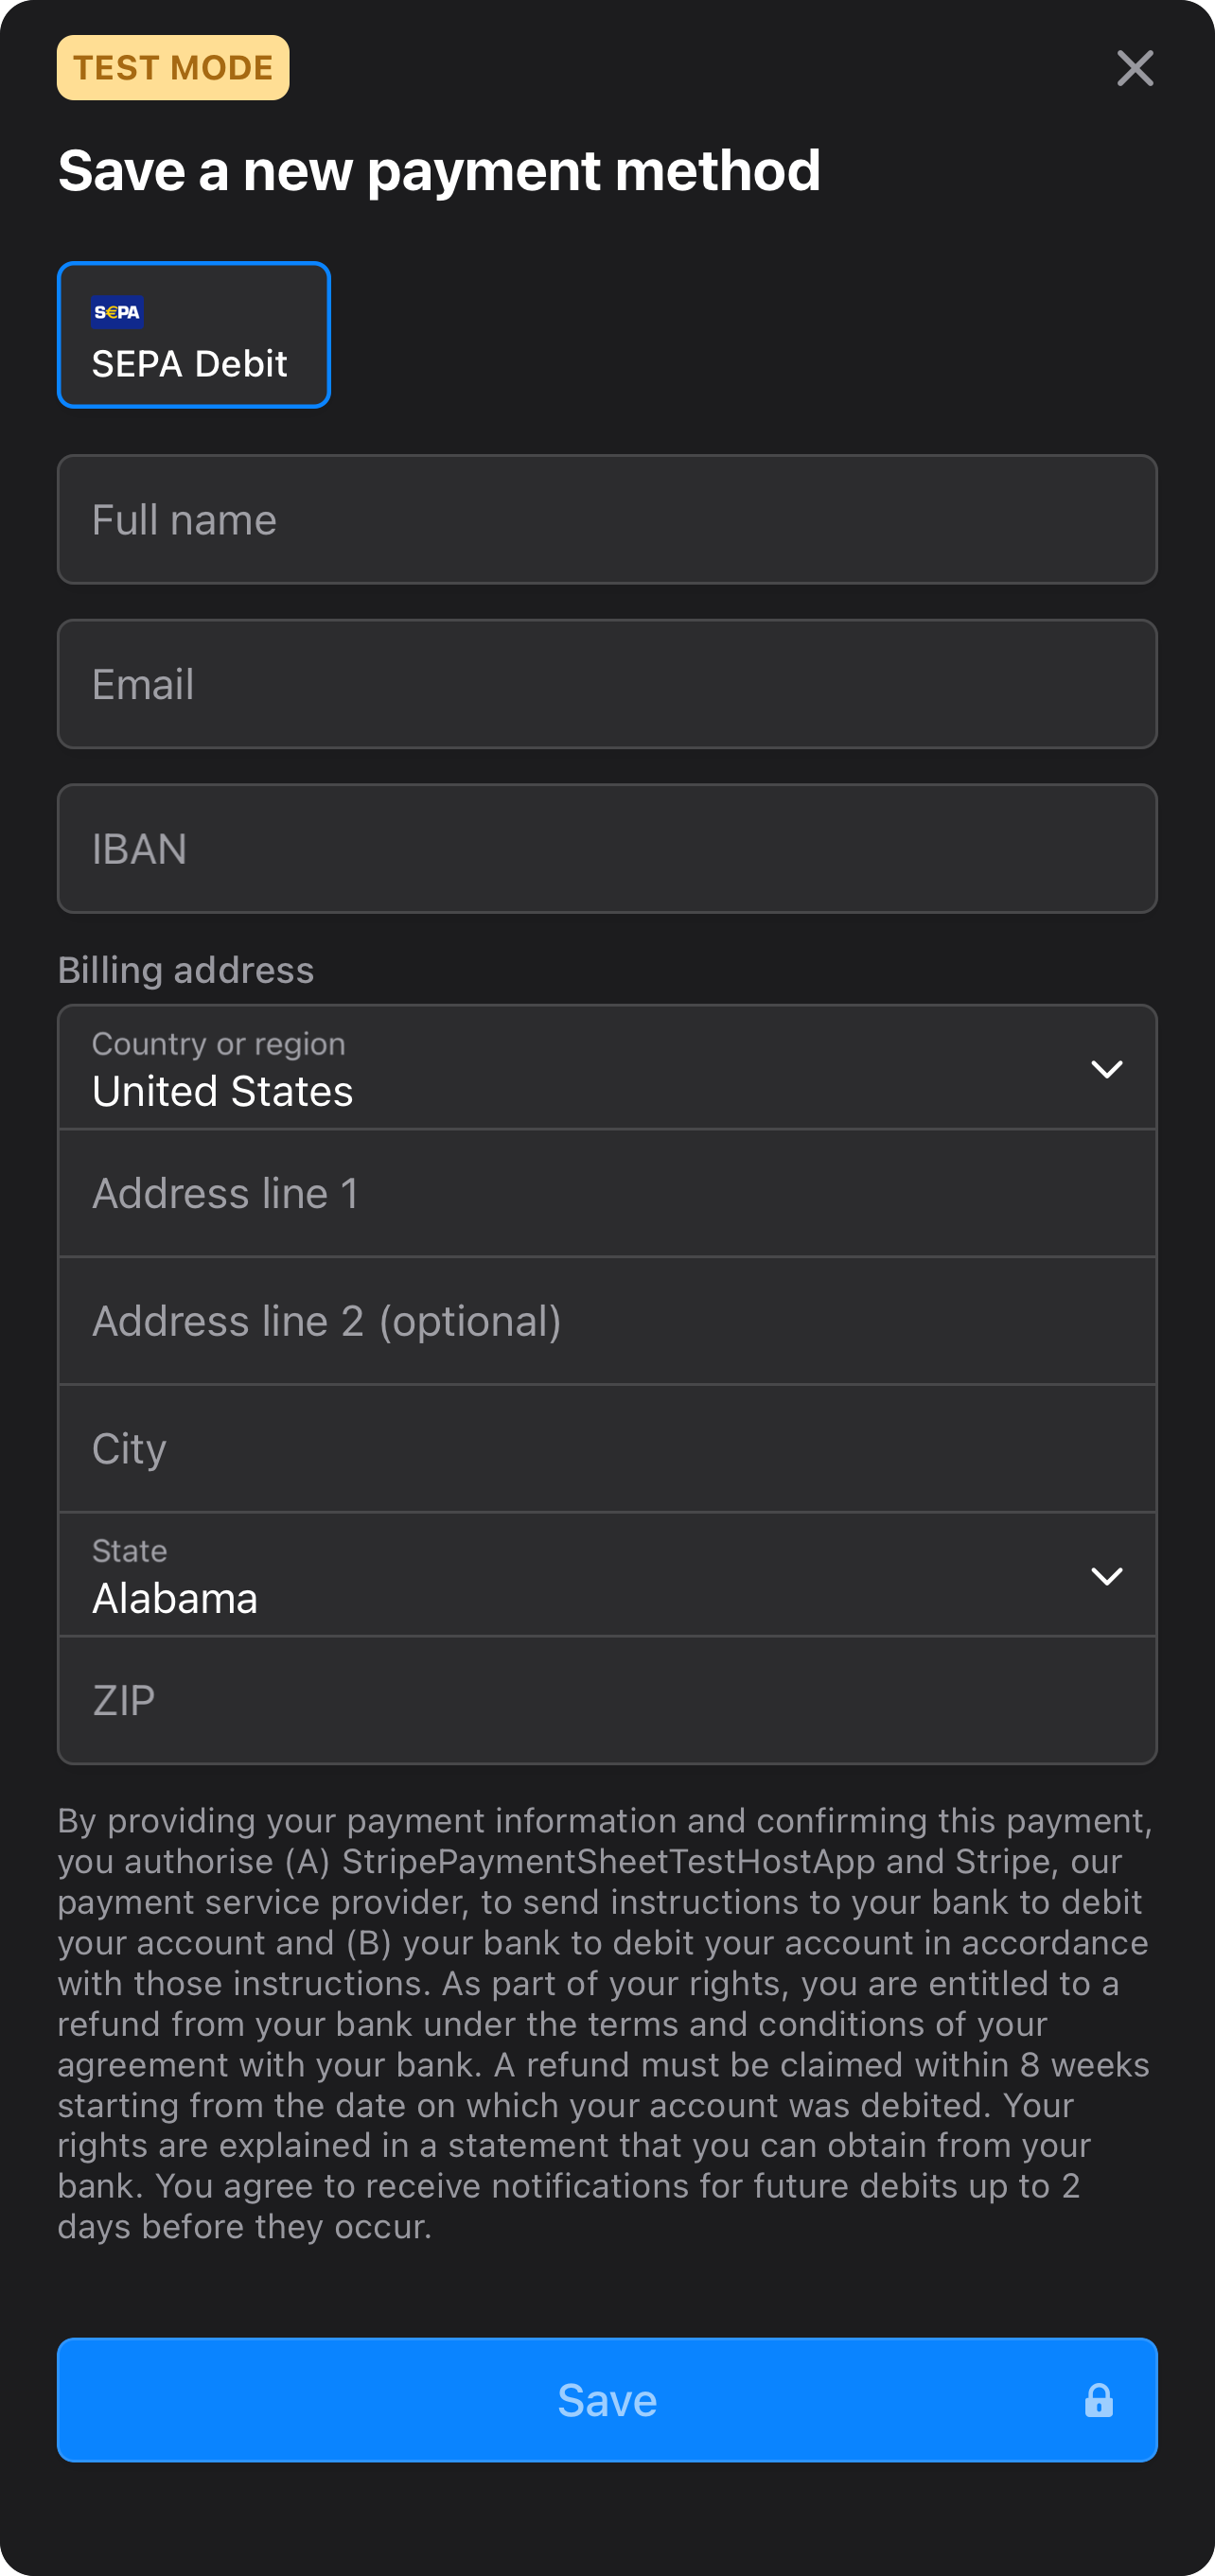 TEST MODE
Save a new payment method
S€PA
SEPA Debit
Full name
Email
IBAN
Billing address
Country or region
United States
Address line 1
Address line 2 (optional)
City
State
Alabama
ZIP
By providing your payment information and confirming this payment,
you authorise (A) StripePaymentSheetTestHostApp and Stripe, our
payment service provider, to send instructions to your bank to debit
your account and (B) your bank to debit your account in accordance
with those instructions. As part of your rights, you are entitled to a
refund from your bank under the terms and conditions of your
agreement with your bank. A refund must be claimed within 8 weeks
starting from the date on which your account was debited. Your
rights are explained in a statement that you can obtain from your
bank. You agree to receive notifications for future debits up to 2
days before they occur.
Save